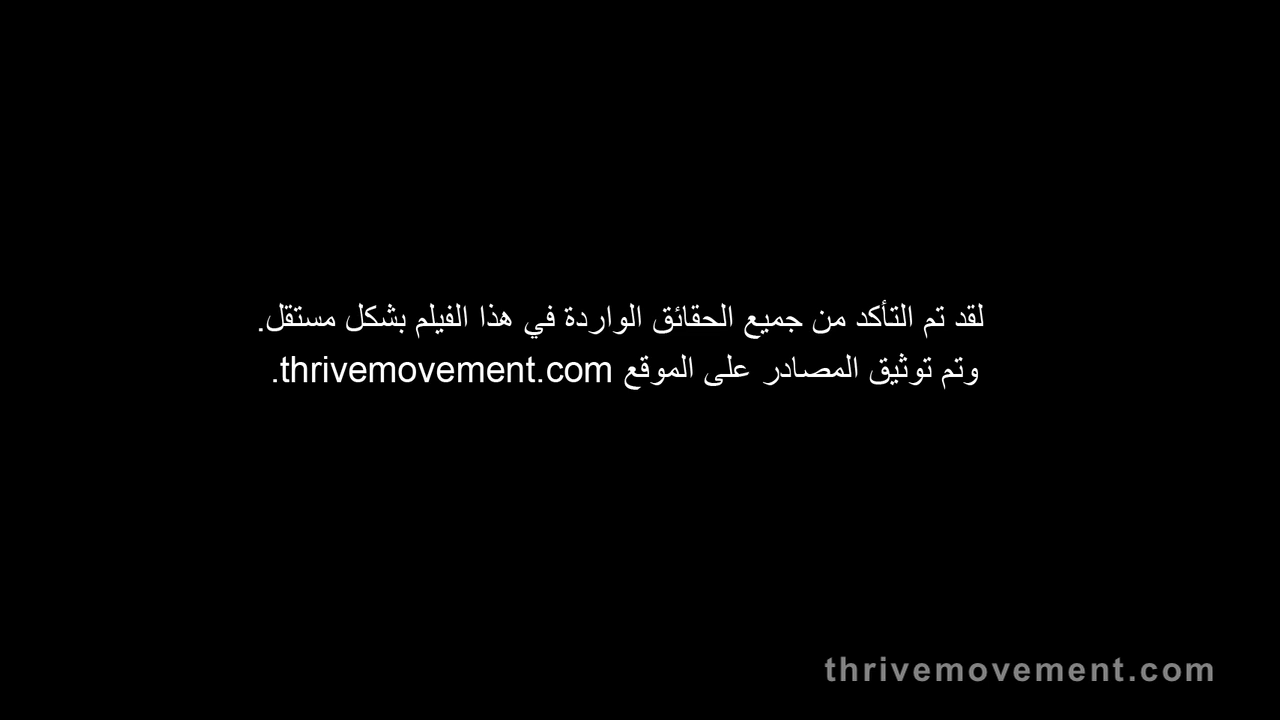 لقد تم التأكد من جميع الحقائق الواردة في هذا الفيلم بشكل مستقل.
وتم توثيق المصادر على الموقع thrivemovement.com.
thrivemovement.com